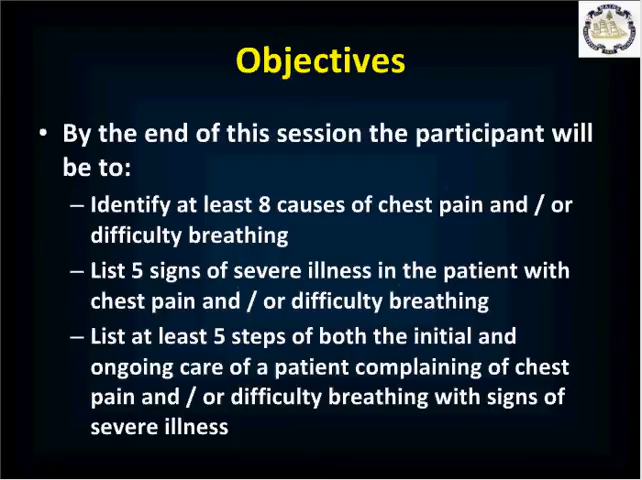 Objectives
• By the end of this session the participant will
be to:
– Identify at least 8 causes of chest pain and / or
difficulty breathing
– List 5 signs of severe illness in the patient with
chest pain and / or difficulty breathing
– List at least 5 steps of both the initial and
ongoing care of a patient complaining of chest
pain and / or difficulty breathing with signs of
severe illness